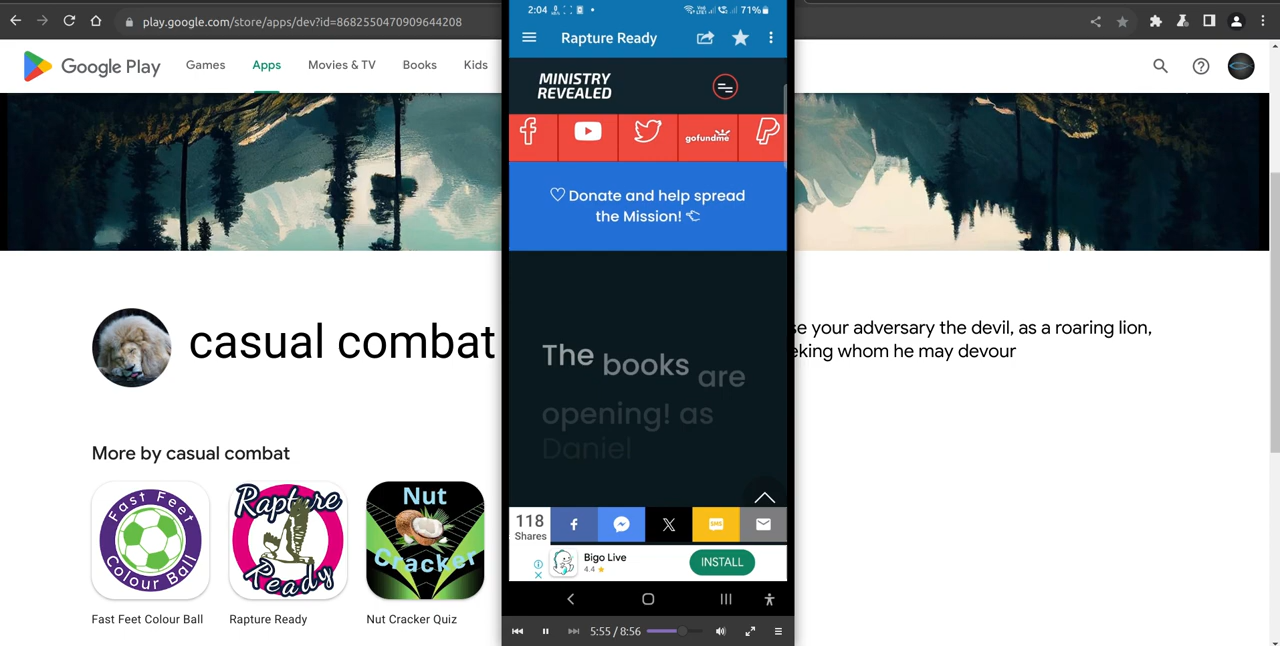 play.google.com/store/apps/dev?id=8682550470909644208
Google Play
Games
Apps
Movies & TV
Books
Kids
casual combat
se your adversary the devil, as a roaring lion,
eking whom he may devour
More by casual combat
Fast Feet
Colour Ball
Rapture
Ready
Nut
Cracker
Fast Feet Colour Ball
Rapture Ready
Nut Cracker Quiz
2:04
71%
Rapture Ready
MINISTRY
REVEALED
gofundme
Donate and help spread
the Mission!
The books are
opening! as
Daniel
118
Shares
SMS
Bigo Live
4.4
INSTALL
5:55 / 8:56